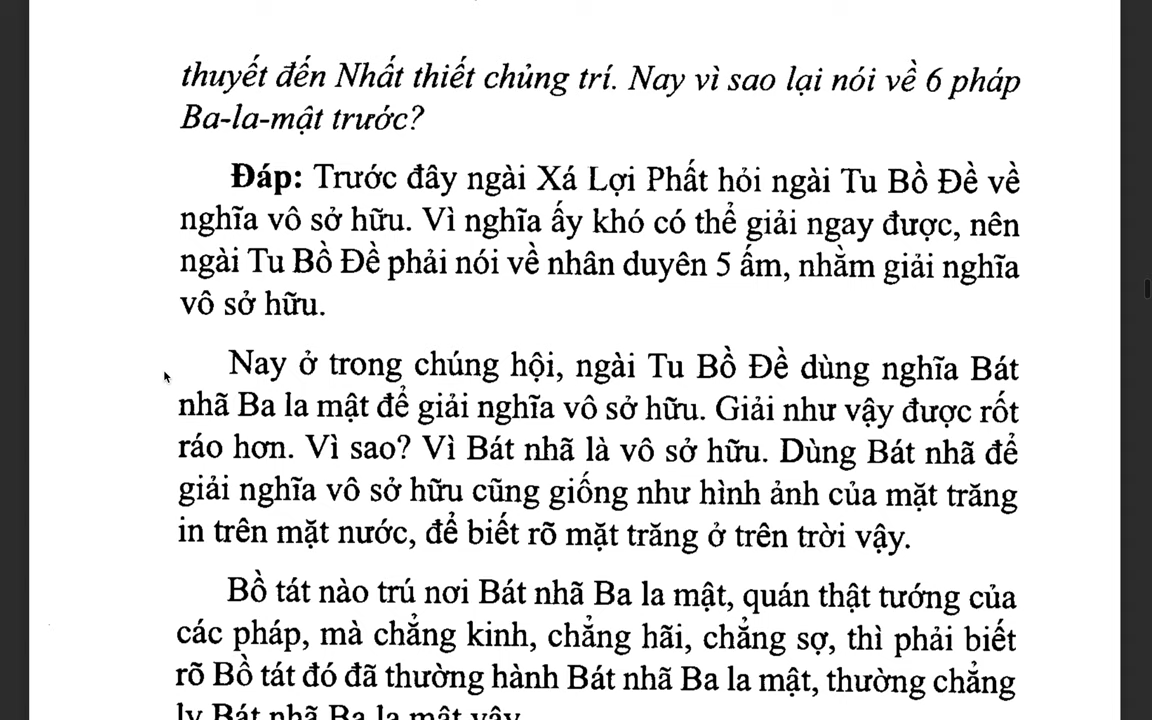 thuyết đến Nhất thiết chủng trí. Nay vì sao lại nói về 6 pháp
Ba-la-mật trước?
Đáp: Trước đây ngài Xá Lợi Phất hỏi ngài Tu Bồ Đề về
nghĩa vô sở hữu. Vì nghĩa ấy khó có thể giải ngay được, nên
ngài Tu Bồ Đề phải nói về nhân duyên 5 ấm, nhằm giải nghĩa
vô sở hữu.
Nay ở trong chúng hội, ngài Tu Bồ Đề dùng nghĩa Bát
nhã Ba la mật để giải nghĩa vô sở hữu. Giải như vậy được rốt
ráo hơn. Vì sao? Vì Bát nhã là vô sở hữu. Dùng Bát nhã để
giải nghĩa vô sở hữu cũng giống như hình ảnh của mặt trăng
in trên mặt nước, để biết rõ mặt trăng ở trên trời vậy.
Bồ tát nào trú nơi Bát nhã Ba la mật, quán thật tướng của
các pháp, mà chẳng kinh, chẳng hãi, chẳng sợ, thì phải biết
rõ Bồ tát đó đã thường hành Bát nhã Ba la mật, thường chẳng
ly Bát nhã Ba la mật vậy.